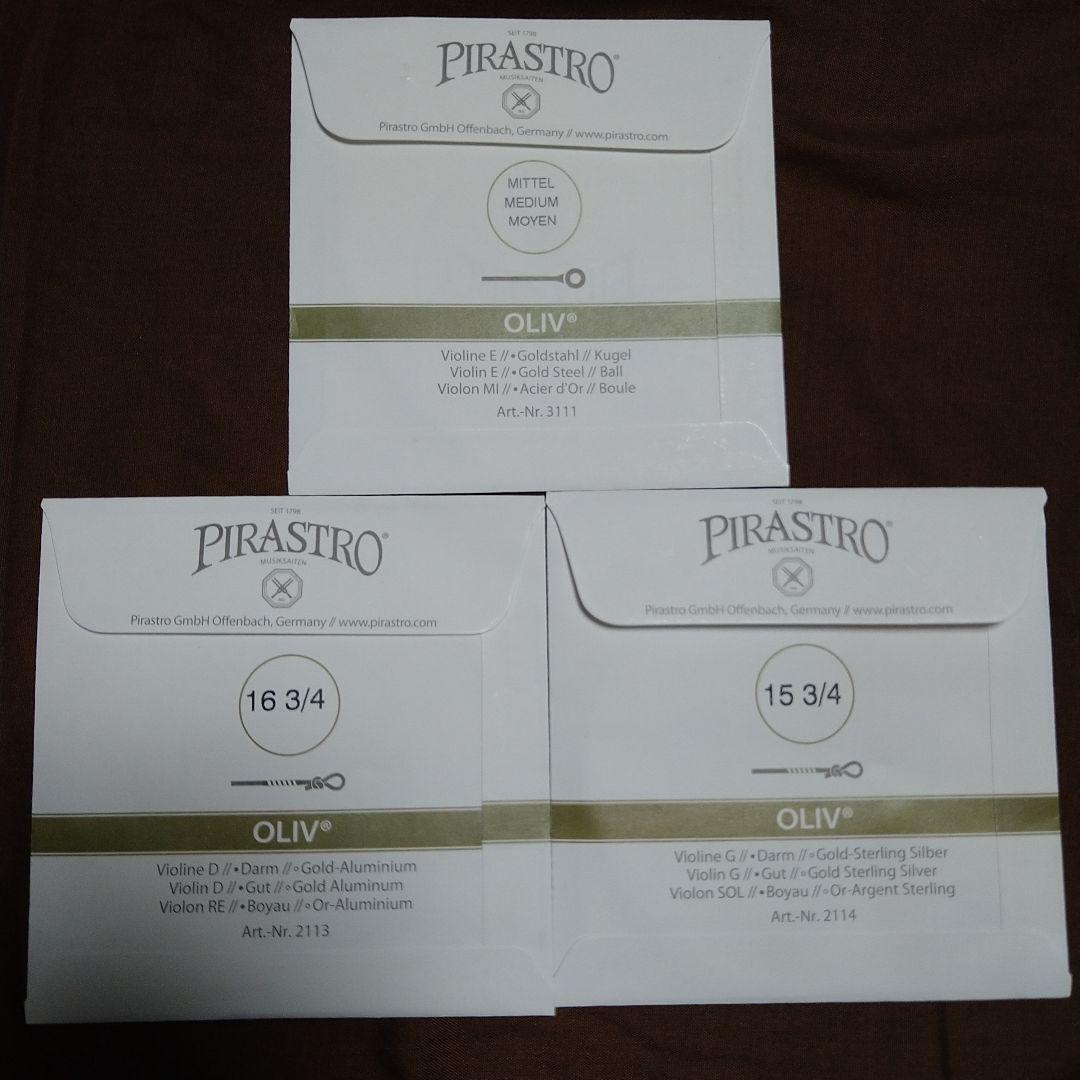 SEIT 1798
PIRASTRO®
MUSIKSAITEN
Pirastro GmbH Offenbach, Germany // www.pirastro.com
MITTEL
MEDIUM
MOYEN
OLIV®
Violine E //•Goldstahl // Kugel
Violin E //•Gold Steel // Ball
Violon MI //•Acier d'Or // Boule
Art.-Nr. 3111
SEIT 1798
PIRASTRO®
MUSIKSAITEN
Pirastro GmbH Offenbach, Germany // www.pirastro.com
16 3/4
OLIV®
Violine D //•Darm //∘Gold-Aluminium
Violin D //•Gut //∘Gold Aluminum
Violon RE //•Boyau //∘Or-Aluminium
Art.-Nr. 2113
SEIT 1798
PIRASTRO®
MUSIKSAITEN
Pirastro GmbH Offenbach, Germany // www.pirastro.com
15 3/4
OLIV®
Violine G //•Darm //∘Gold-Sterling Silber
Violin G //•Gut //∘Gold Sterling Silver
Violon SOL //•Boyau //∘Or-Argent Sterling
Art.-Nr. 2114